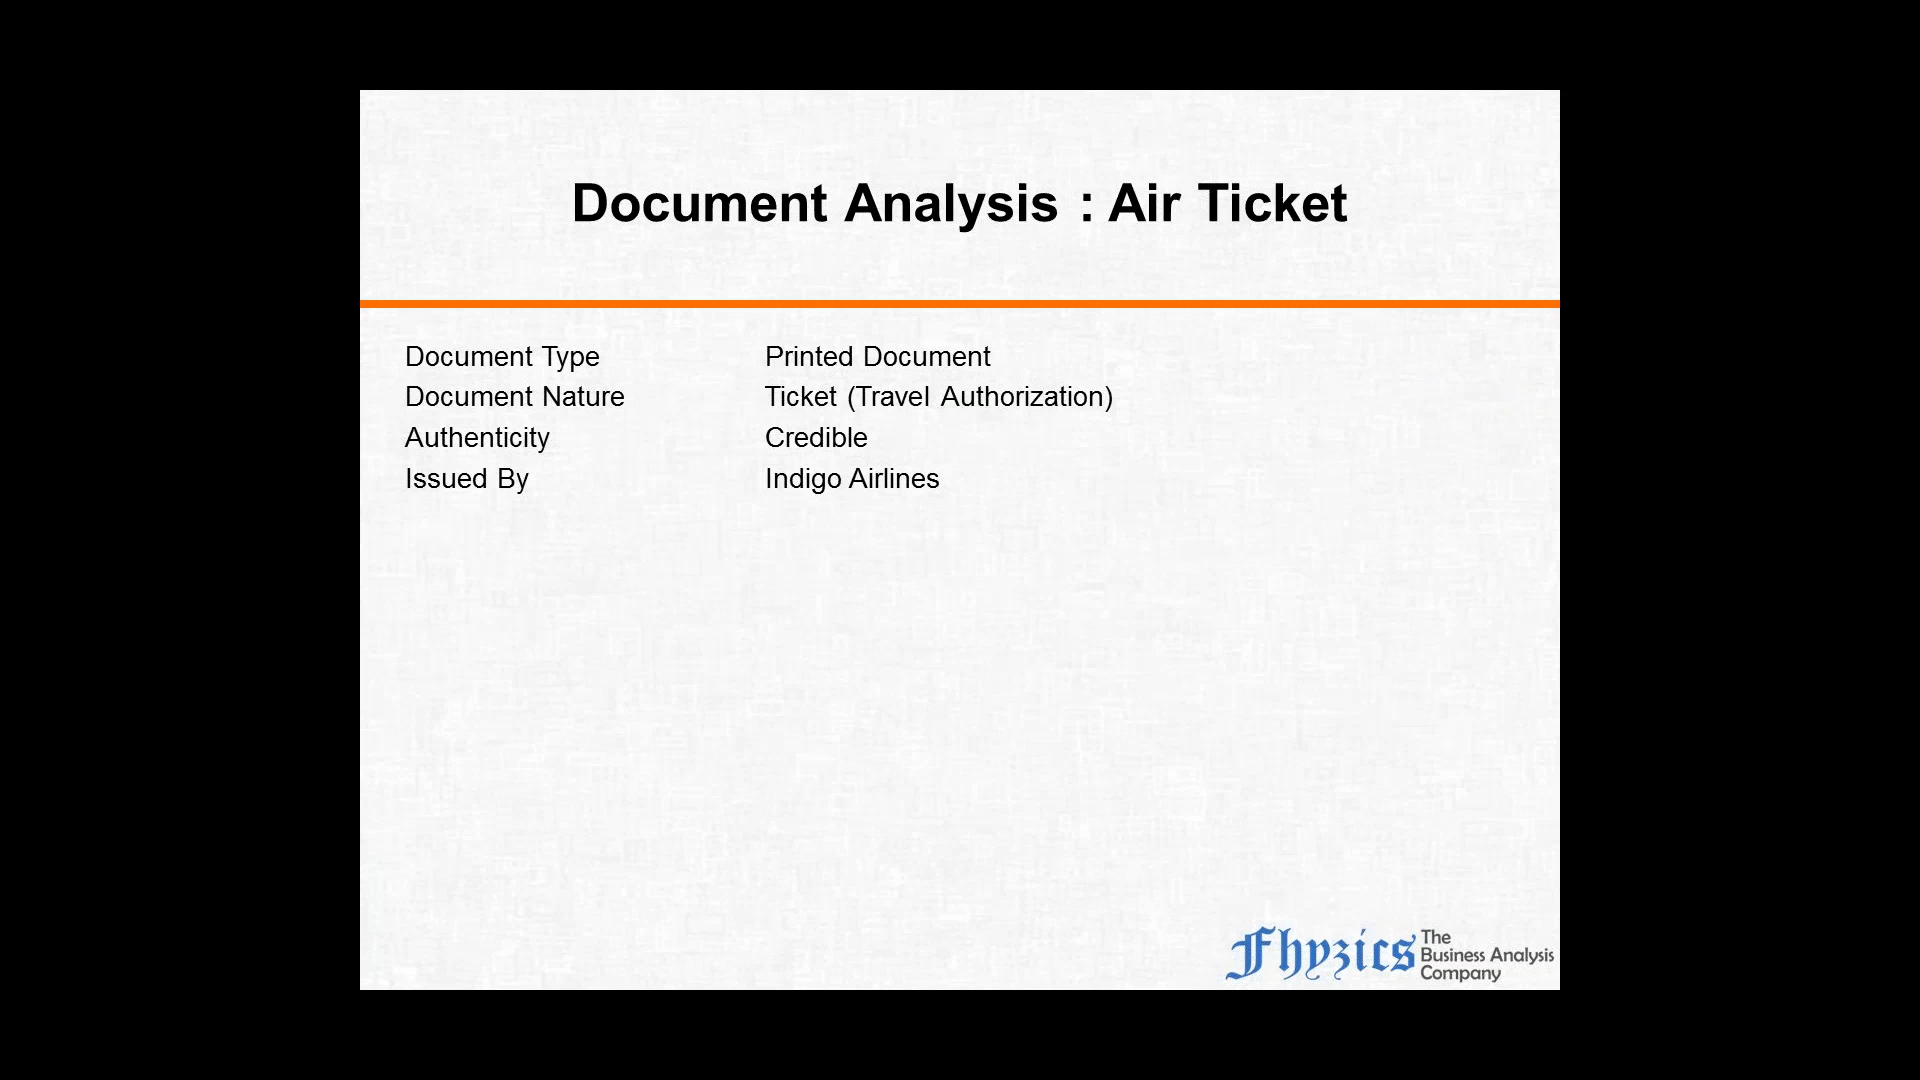 Document Analysis : Air Ticket
Document Type Printed Document
Document Nature Ticket (Travel Authorization)
Authenticity Credible
Issued By Indigo Airlines
Fhyzics The Business Analysis Company